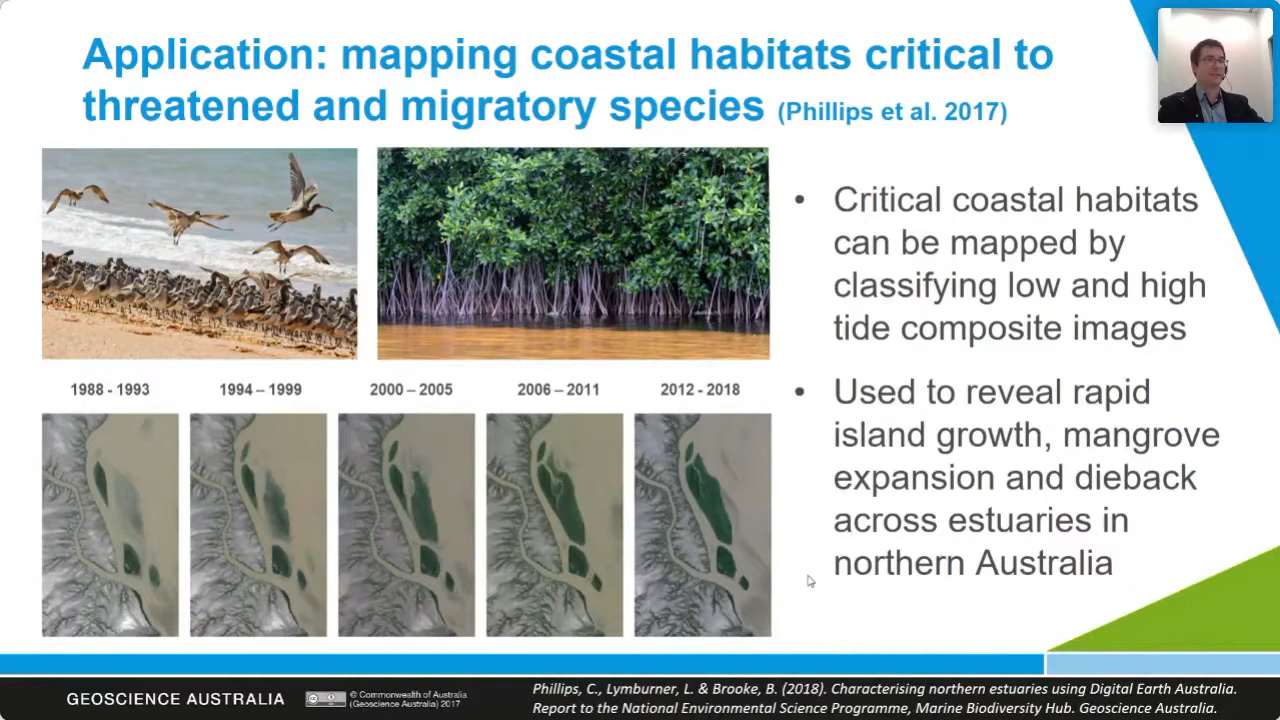 Application: mapping coastal habitats critical to
threatened and migratory species (Phillips et al. 2017)
• Critical coastal habitats
can be mapped by
classifying low and high
tide composite images
• Used to reveal rapid
island growth, mangrove
expansion and dieback
across estuaries in
northern Australia
1988 - 1993 1994 – 1999 2000 – 2005 2006 – 2011 2012 - 2018
GEOSCIENCE AUSTRALIA
© Commonwealth of Australia
(Geoscience Australia) 2017
Phillips, C., Lymburner, L. & Brooke, B. (2018). Characterising northern estuaries using Digital Earth Australia.
Report to the National Environmental Science Programme, Marine Biodiversity Hub. Geoscience Australia.